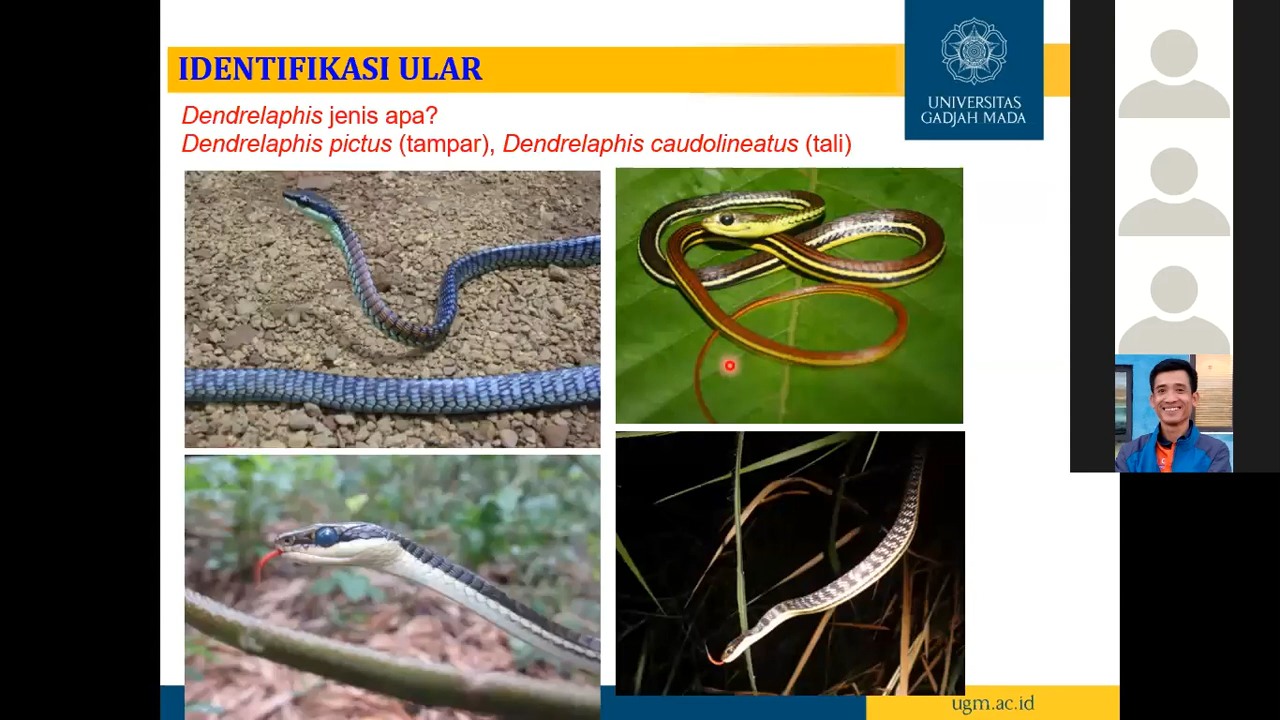 IDENTIFIKASI ULAR
UNIVERSITAS
GADJAH MADA
Dendrelaphis jenis apa?
Dendrelaphis pictus (tampar), Dendrelaphis caudolineatus (tali)
ugm.ac.id